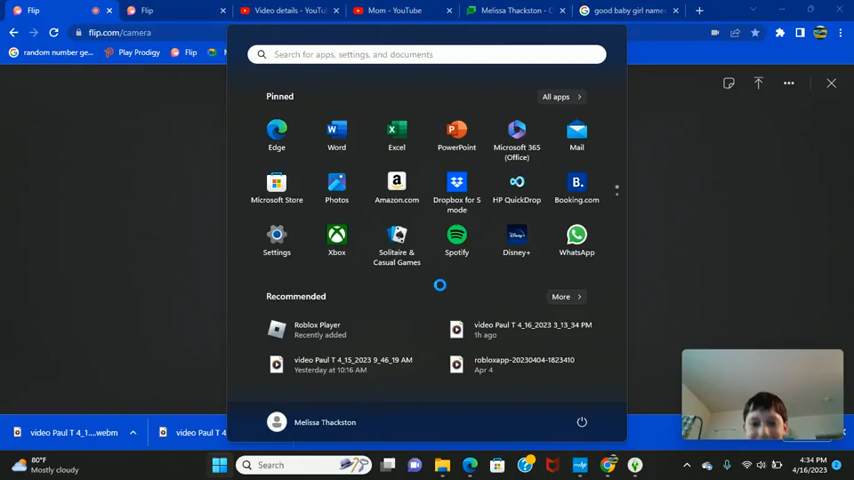 Flip
Flip
Video details - YouTu
Mom - YouTube
Melissa Thackston - C
good baby girl names
flip.com/camera
random number ge...
Play Prodigy
Flip
Search for apps, settings, and documents
Pinned
All apps
Edge
Word
Excel
PowerPoint
Microsoft 365
(Office)
Mail
Microsoft Store
Photos
Amazon.com
Dropbox for S
mode
HP QuickDrop
Booking.com
Settings
Xbox
Solitaire &
Casual Games
Spotify
Disney+
WhatsApp
Recommended
More
Roblox Player
Recently added
video Paul T 4_16_2023 3_13_34 PM
1h ago
video Paul T 4_15_2023 9_46_19 AM
Yesterday at 10:16 AM
robloxapp-20230404-1823410
Apr 4
Melissa Thackston
video Paul T 4_1....webm
video Paul T 4
80°F
Mostly cloudy
Search
4:34 PM
4/16/2023